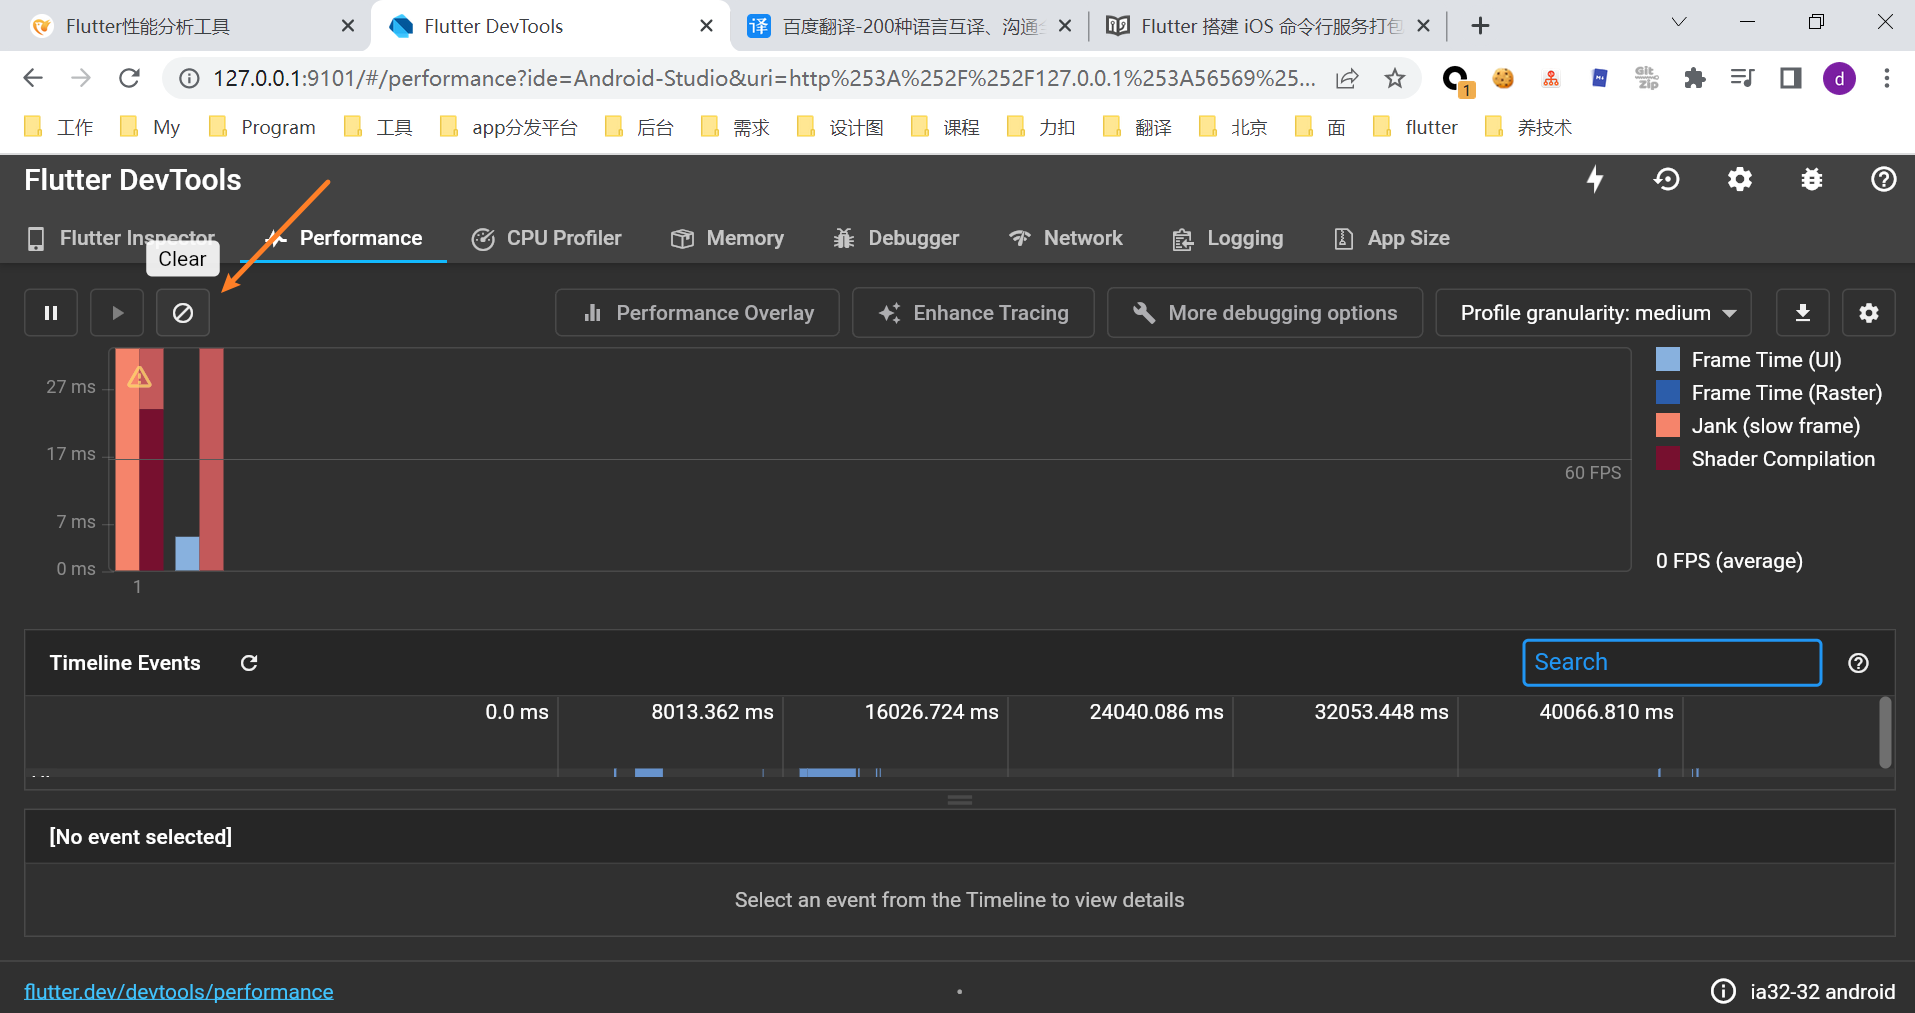 Flutter性能分析工具
Flutter DevTools
译 百度翻译-200种语言互译、沟通
Flutter 搭建 iOS 命令行服务打包
127.0.0.1:9101/#/performance?ide=Android-Studio&uri=http%253A%252F%252F127.0.0.1%253A56569%25...
1
Git Zip
d
工作 My Program 工具 app分发平台 后台 需求 设计图 课程 力扣 翻译 北京 面 flutter 养技术
Flutter DevTools
Flutter Inspector Performance CPU Profiler Memory Debugger Network Logging App Size
Clear
Performance Overlay Enhance Tracing More debugging options Profile granularity: medium
27 ms
17 ms
7 ms
0 ms
1
60 FPS
Frame Time (UI)
Frame Time (Raster)
Jank (slow frame)
Shader Compilation
0 FPS (average)
Timeline Events
Search
0.0 ms 8013.362 ms 16026.724 ms 24040.086 ms 32053.448 ms 40066.810 ms
[No event selected]
Select an event from the Timeline to view details
flutter.dev/devtools/performance
ia32-32 android